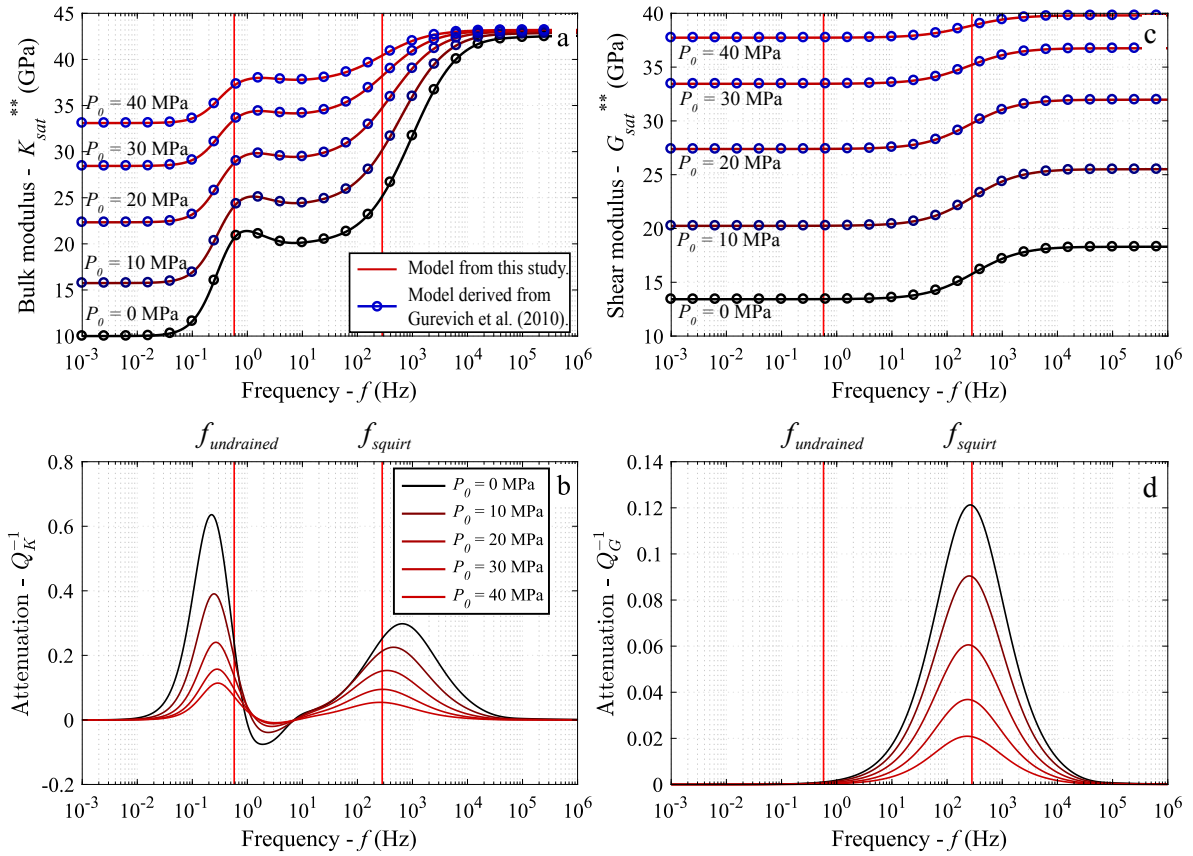 45
40
35
30
25
20
15
10
Bulk modulus - K_sat^** (GPa)
a
P_0 = 40 MPa
P_0 = 30 MPa
P_0 = 20 MPa
P_0 = 10 MPa
P_0 = 0 MPa
Model from this study.
Model derived from
Gurevich et al. (2010).
10^-3 10^-2 10^-1 10^0 10^1 10^2 10^3 10^4 10^5 10^6
Frequency - f (Hz)
40
35
30
25
20
15
10
Shear modulus - G_sat^** (GPa)
c
P_0 = 40 MPa
P_0 = 30 MPa
P_0 = 20 MPa
P_0 = 10 MPa
P_0 = 0 MPa
10^-3 10^-2 10^-1 10^0 10^1 10^2 10^3 10^4 10^5 10^6
Frequency - f (Hz)
f_undrained f_squirt
0.8
0.6
0.4
0.2
0
-0.2
Attenuation - Q_K^-1
b
P_0 = 0 MPa
P_0 = 10 MPa
P_0 = 20 MPa
P_0 = 30 MPa
P_0 = 40 MPa
10^-3 10^-2 10^-1 10^0 10^1 10^2 10^3 10^4 10^5 10^6
Frequency - f (Hz)
f_undrained f_squirt
0.14
0.12
0.1
0.08
0.06
0.04
0.02
0
Attenuation - Q_G^-1
d
10^-3 10^-2 10^-1 10^0 10^1 10^2 10^3 10^4 10^5 10^6
Frequency - f (Hz)